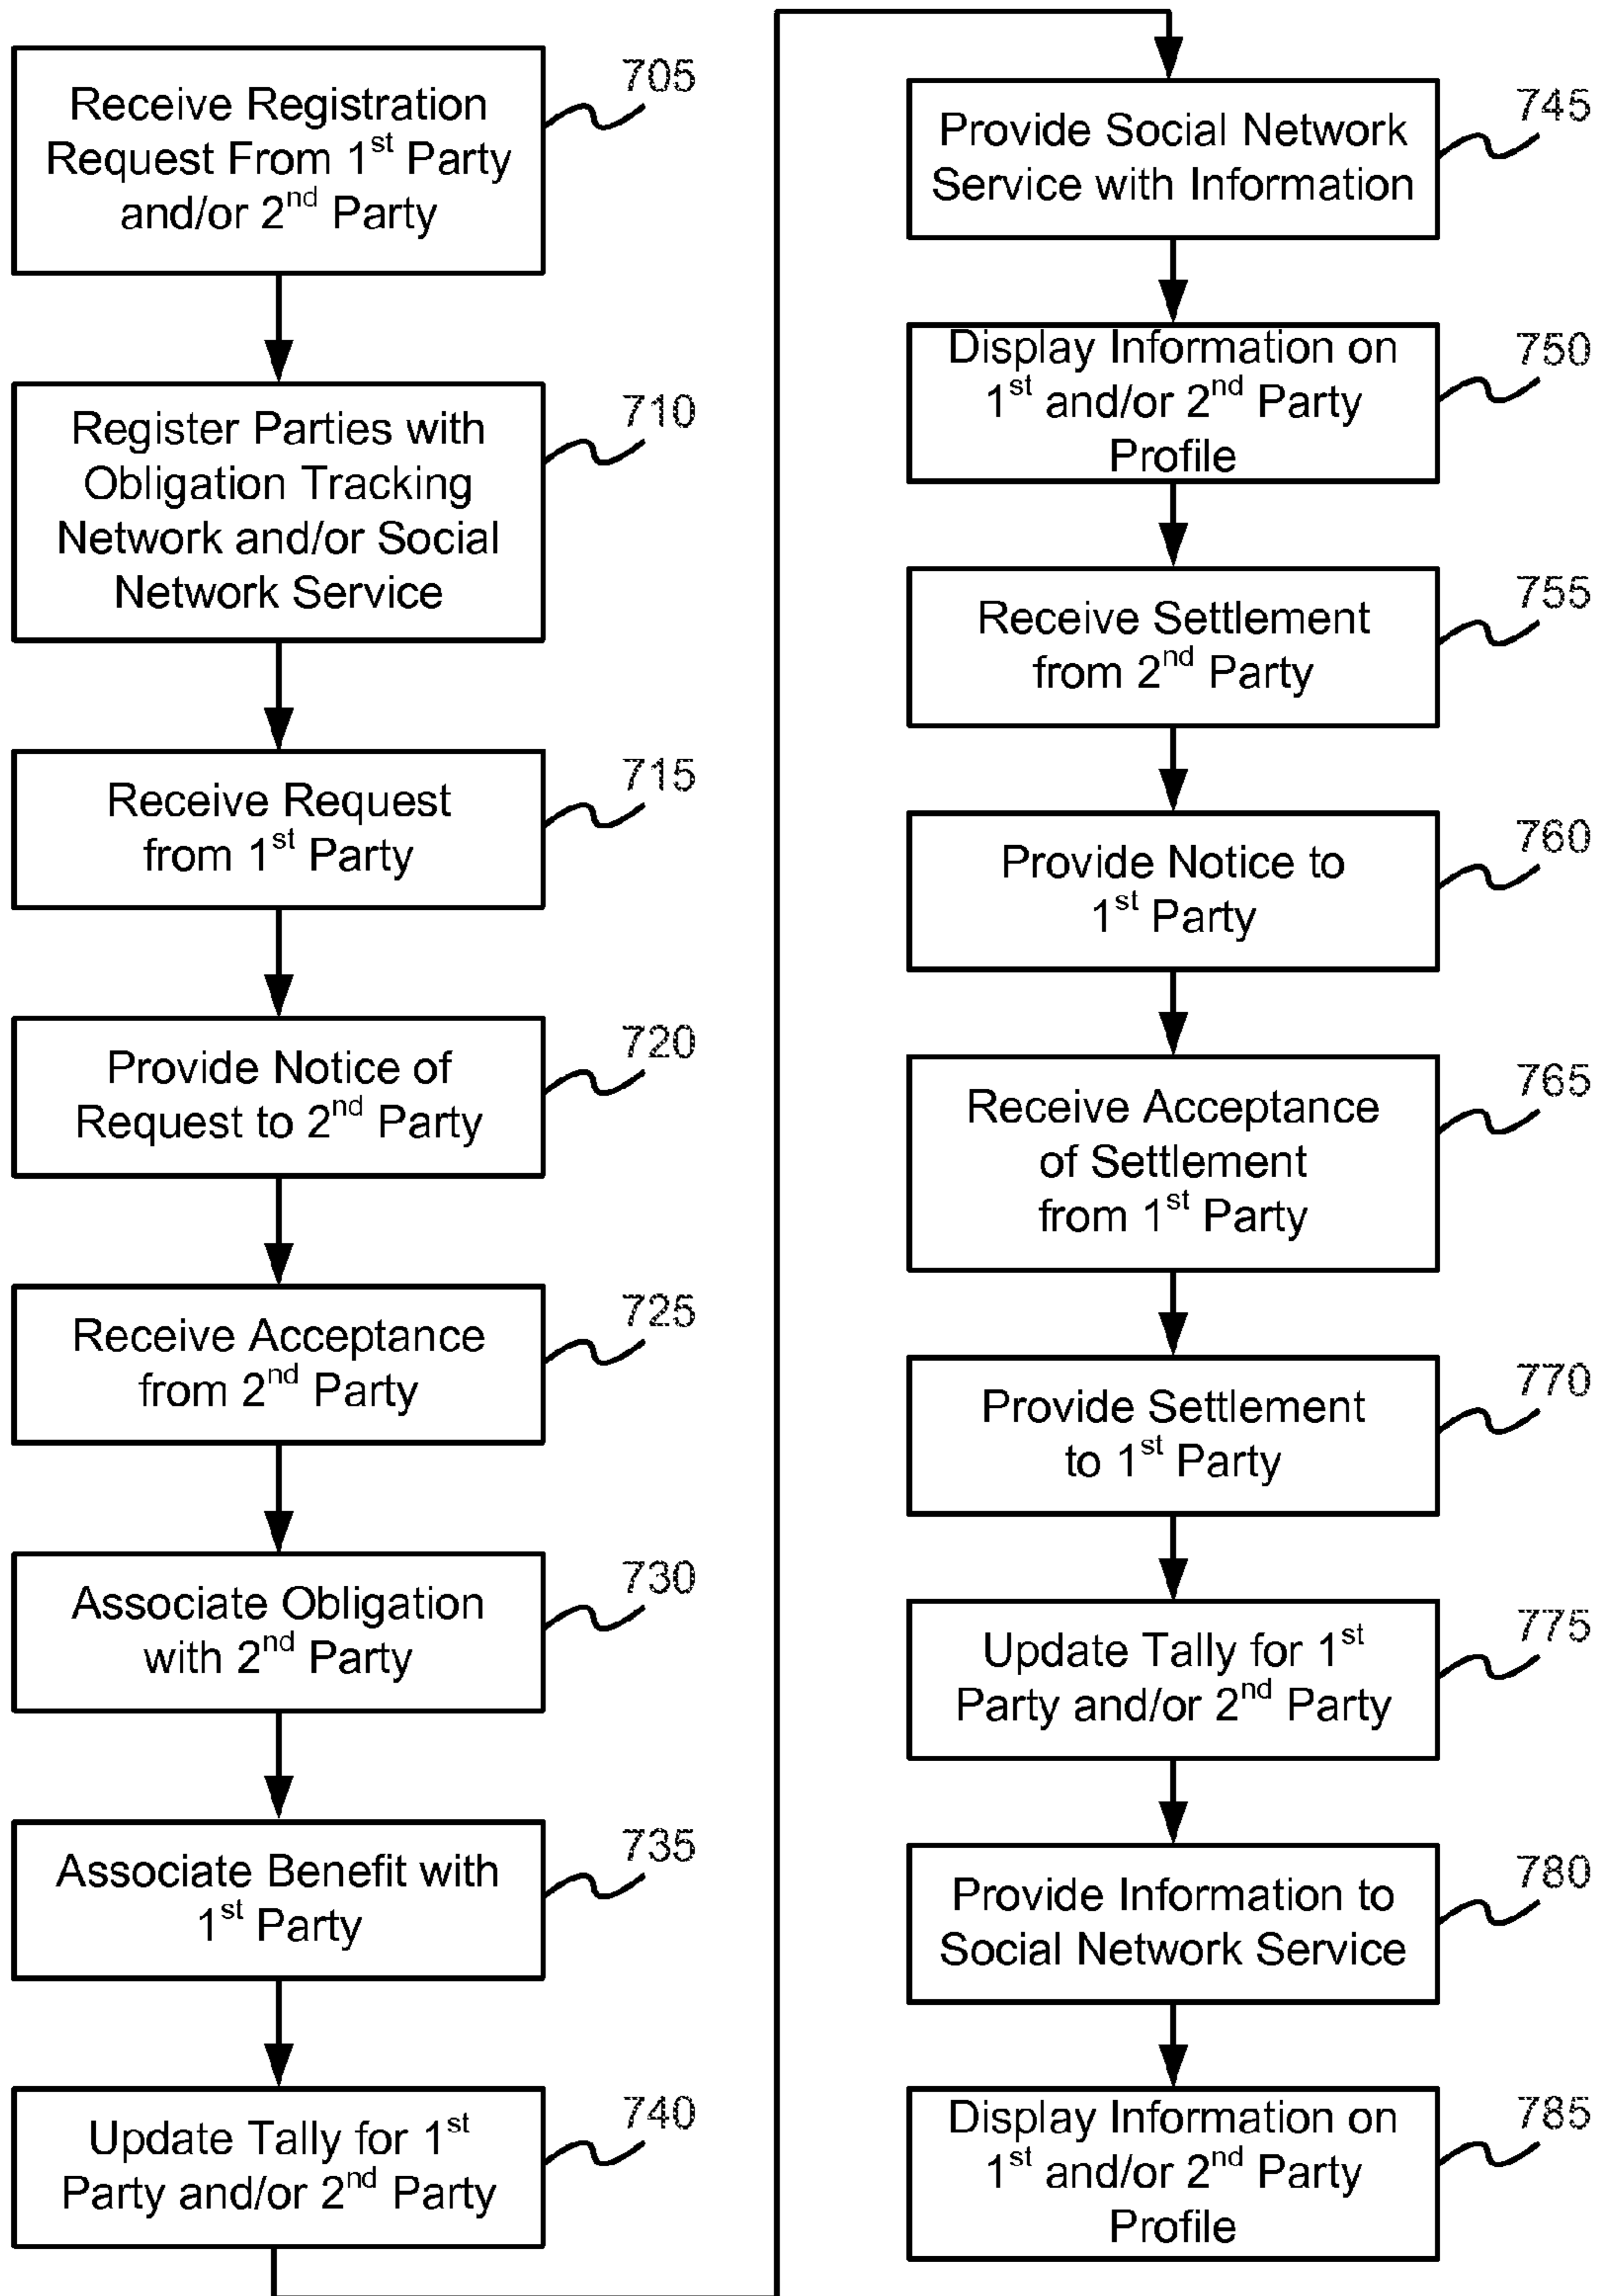 Receive Registration
Request From 1st Party
and/or 2nd Party
705
Register Parties with
Obligation Tracking
Network and/or Social
Network Service
710
Receive Request
from 1st Party
715
Provide Notice of
Request to 2nd Party
720
Receive Acceptance
from 2nd Party
725
Associate Obligation
with 2nd Party
730
Associate Benefit with
1st Party
735
Update Tally for 1st
Party and/or 2nd Party
740
Provide Social Network
Service with Information
745
Display Information on
1st and/or 2nd Party
Profile
750
Receive Settlement
from 2nd Party
755
Provide Notice to
1st Party
760
Receive Acceptance
of Settlement
from 1st Party
765
Provide Settlement
to 1st Party
770
Update Tally for 1st
Party and/or 2nd Party
775
Provide Information to
Social Network Service
780
Display Information on
1st and/or 2nd Party
Profile
785